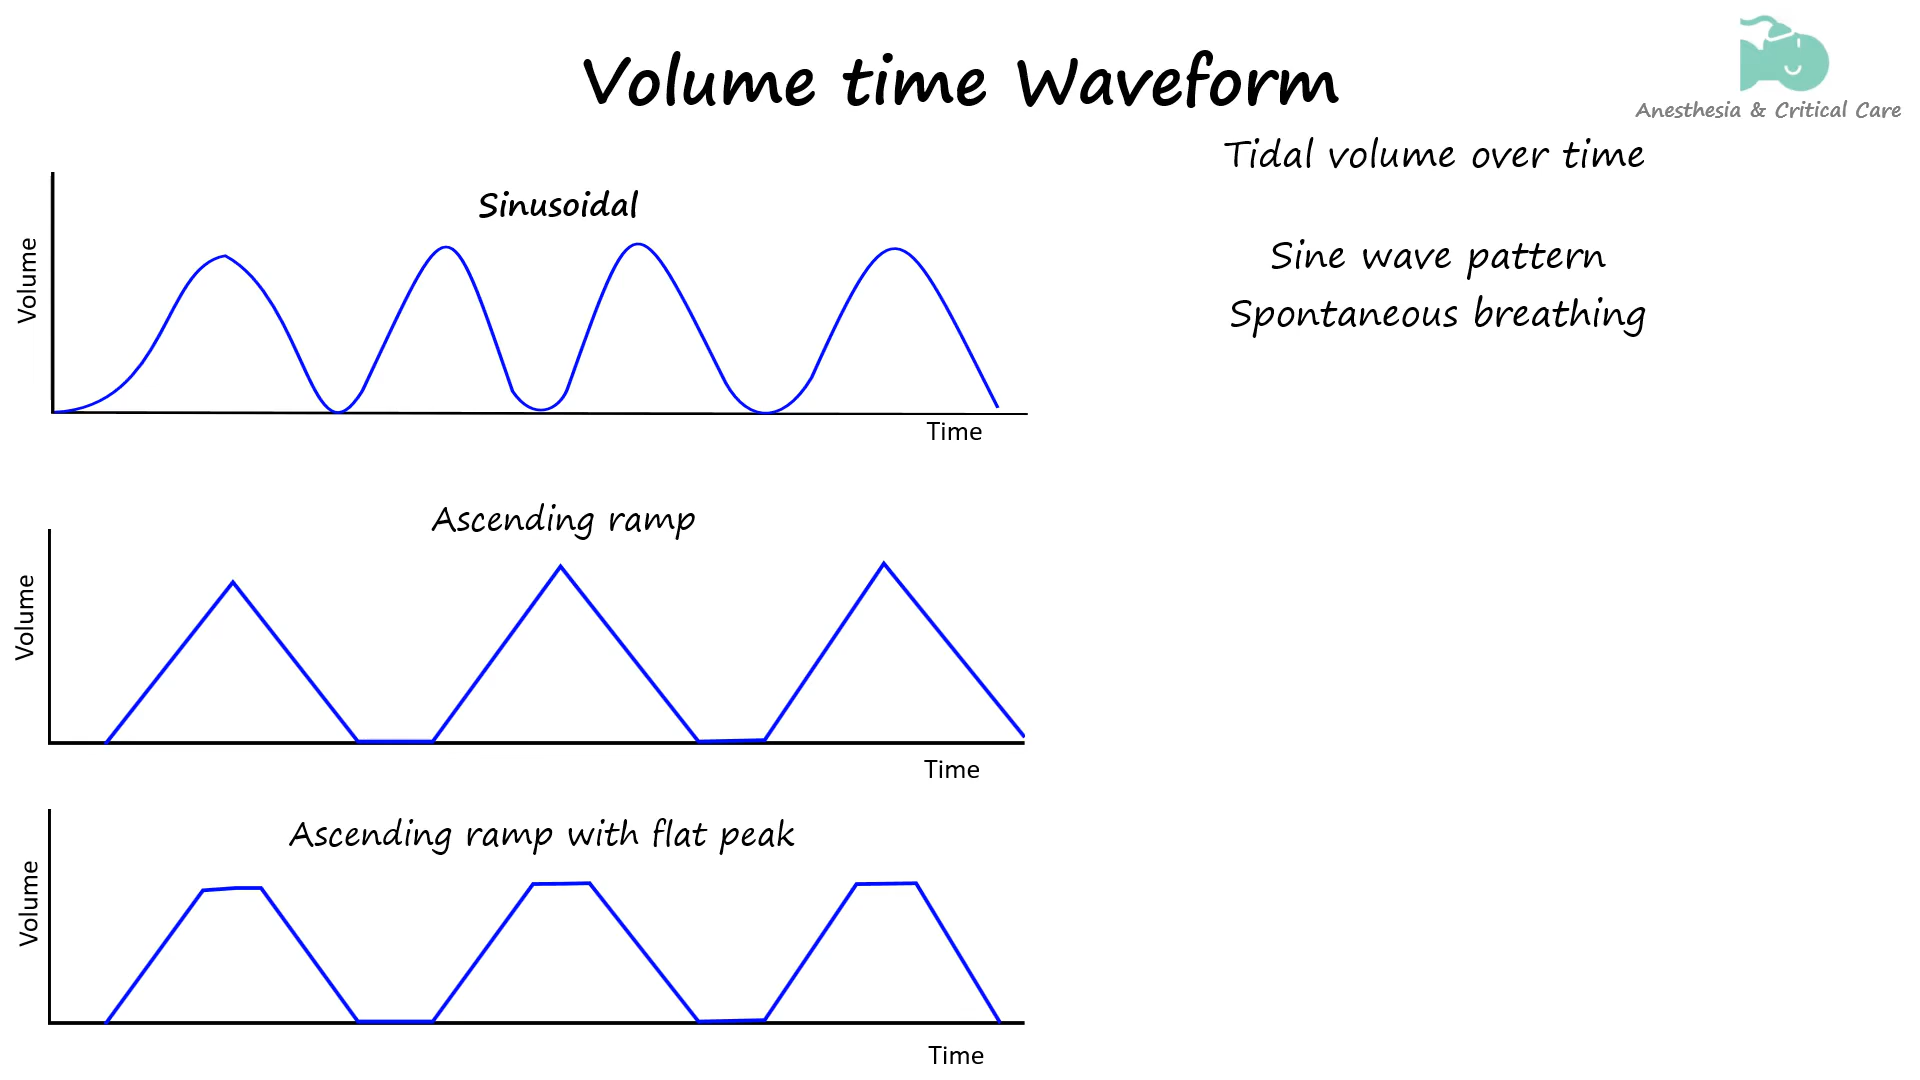 Volume time Waveform
Anesthesia & Critical Care
Tidal volume over time
Sinusoidal
Volume
Sine wave pattern
Spontaneous breathing
Time
Ascending ramp
Volume
Time
Ascending ramp with flat peak
Volume
Time